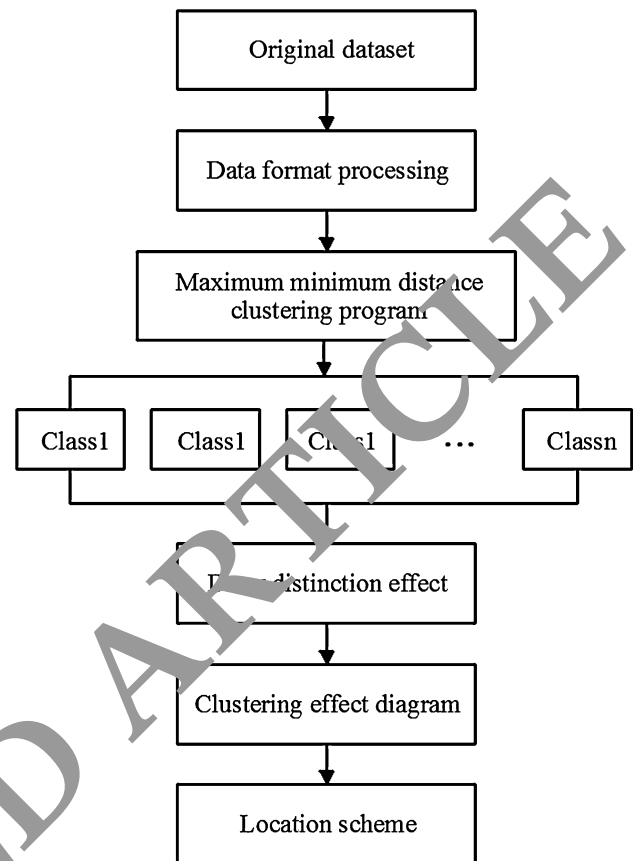 Original dataset
Data format processing
Maximum minimum distance
clustering program
Class1 Class1 Class1 ... Classn
distinction effect
Clustering effect diagram
Location scheme
D ARTICLE